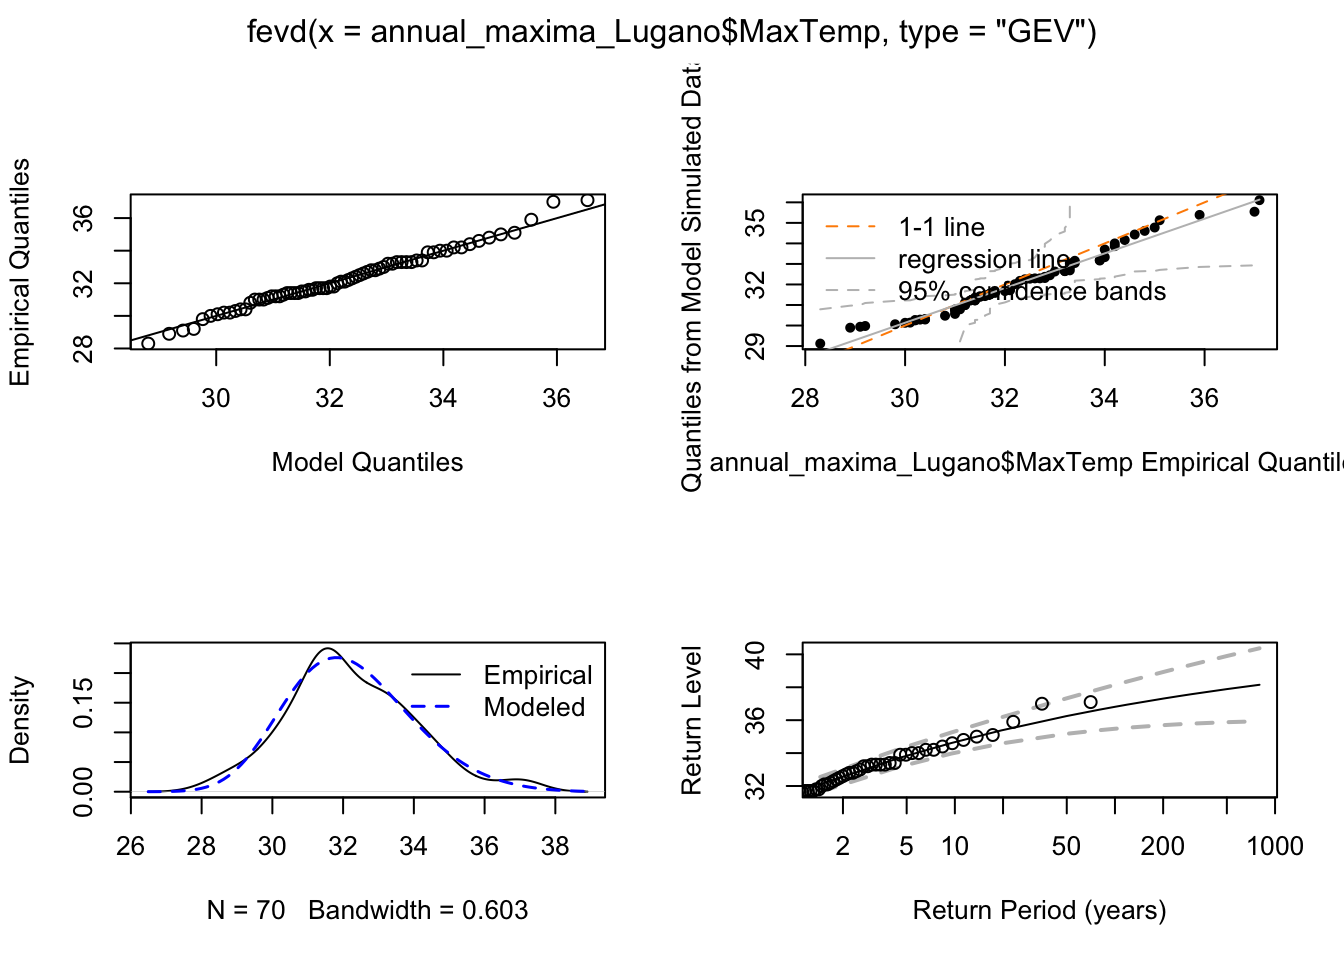 fevd(x = annual_maxima_Lugano$MaxTemp, type = "GEV")
Empirical Quantiles
28 32 36
30 32 34 36
Model Quantiles
Quantiles from Model Simulated Dat
29 32 35
1-1 line
regression line
95% confidence bands
28 30 32 34 36
annual_maxima_Lugano$MaxTemp Empirical Quantil
Density
0.00 0.15
Empirical
Modeled
26 28 30 32 34 36 38
N = 70 Bandwidth = 0.603
Return Level
32 36 40
2 5 10 50 200 1000
Return Period (years)